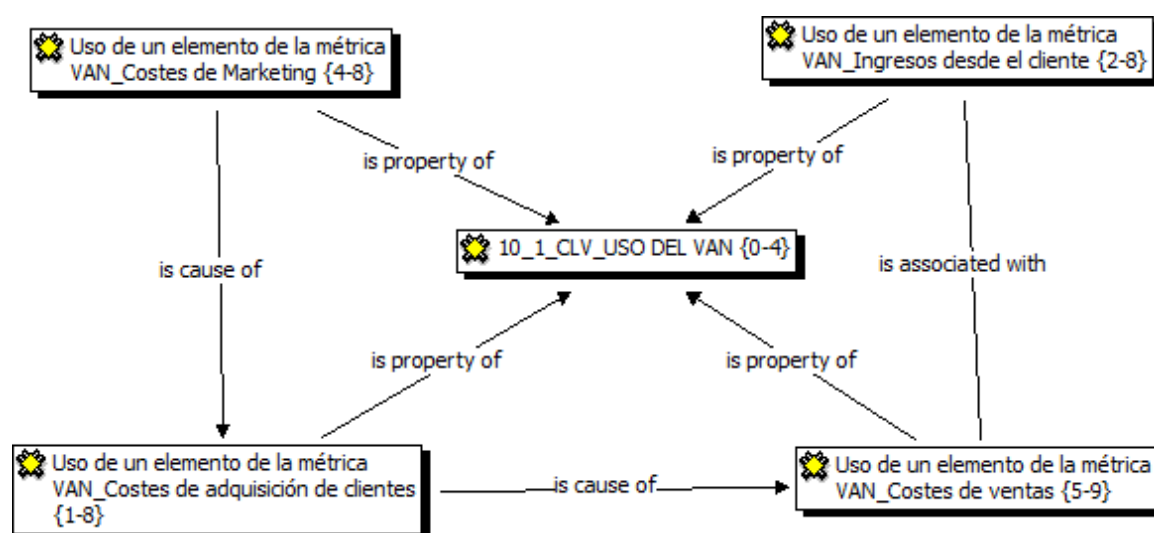 Uso de un elemento de la métrica
VAN_Costes de Marketing {4-8}
Uso de un elemento de la métrica
VAN_Ingresos desde el cliente {2-8}
is property of
is property of
10_1_CLV_USO DEL VAN {0-4}
is cause of
is associated with
is property of
is property of
Uso de un elemento de la métrica
VAN_Costes de adquisición de clientes
{1-8}
is cause of
Uso de un elemento de la métrica
VAN_Costes de ventas {5-9}